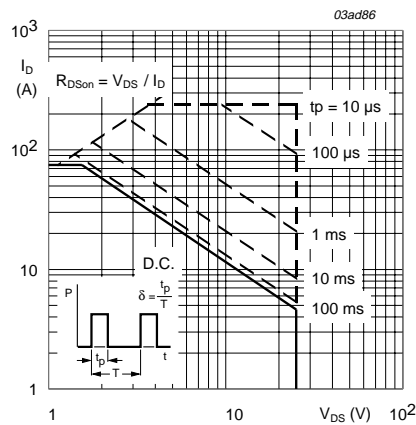 03ad86
10³
I_D
(A)
R_DSon = V_DS / I_D
tp = 10 µs
10²
100 µs
1 ms
D.C.
10
P
δ = t_p / T
10 ms
100 ms
t_p
t
T
1
1
10
V_DS (V)
10²